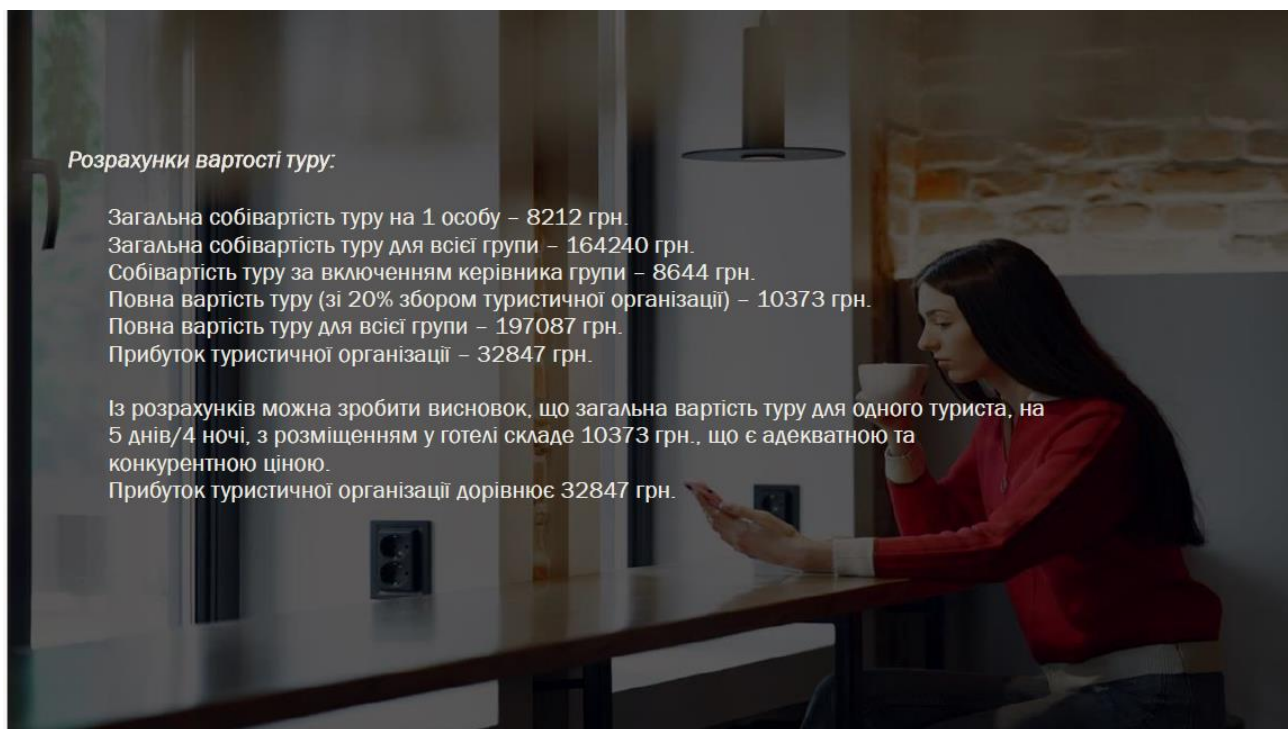 Розрахунки вартості туру:
Загальна собівартість туру на 1 особу – 8212 грн.
Загальна собівартість туру для всієї групи – 164240 грн.
Собівартість туру за включенням керівника групи – 8644 грн.
Повна вартість туру (зі 20% збором туристичної організації) – 10373 грн.
Повна вартість туру для всієї групи – 197087 грн.
Прибуток туристичної організації – 32847 грн.
Із розрахунків можна зробити висновок, що загальна вартість туру для одного туриста, на
5 днів/4 ночі, з розміщенням у готелі складе 10373 грн., що є адекватною та
конкурентною ціною.
Прибуток туристичної організації дорівнює 32847 грн.